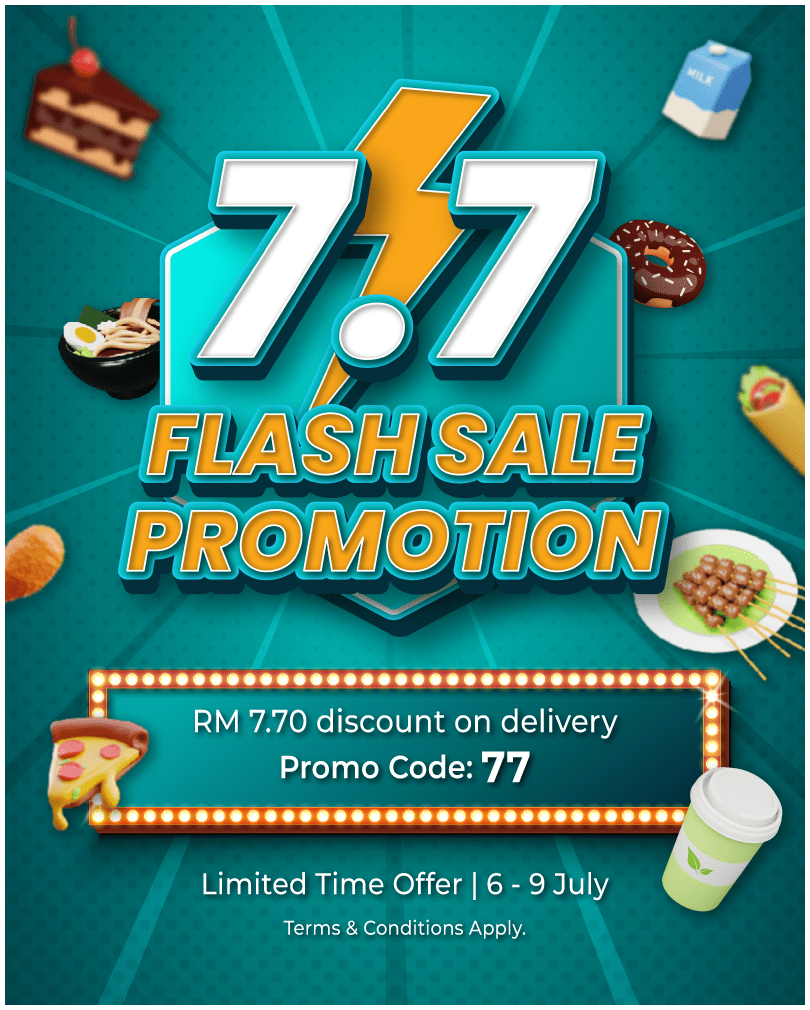 MILK
7.7
FLASH SALE
PROMOTION
RM 7.70 discount on delivery
Promo Code: 77
Limited Time Offer | 6 - 9 July
Terms & Conditions Apply.